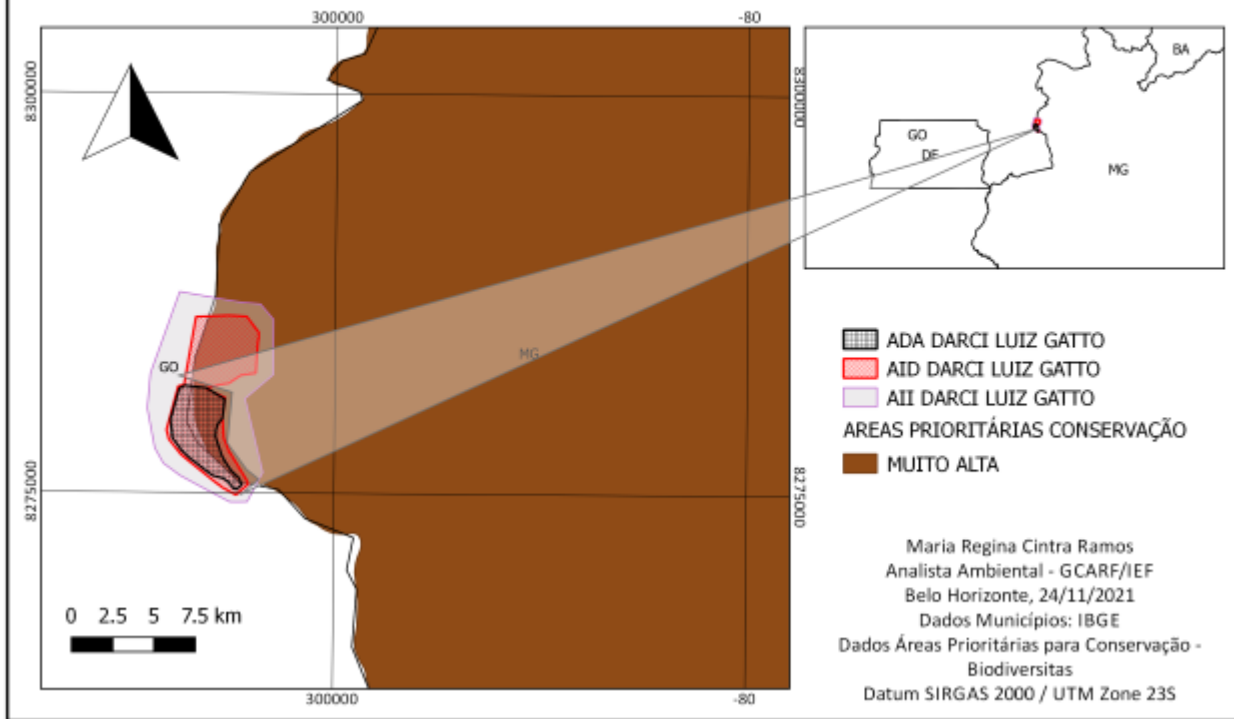 300000
-80
8300000
8300000
GO
MG
8275000
8275000
0 2.5 5 7.5 km
300000
-80
BA
GO
DF
MG
ADA DARCI LUIZ GATTO
AID DARCI LUIZ GATTO
AII DARCI LUIZ GATTO
AREAS PRIORITÁRIAS CONSERVAÇÃO
MUITO ALTA
Maria Regina Cintra Ramos
Analista Ambiental - GCARF/IEF
Belo Horizonte, 24/11/2021
Dados Municípios: IBGE
Dados Áreas Prioritárias para Conservação -
Biodiversitas
Datum SIRGAS 2000 / UTM Zone 23S